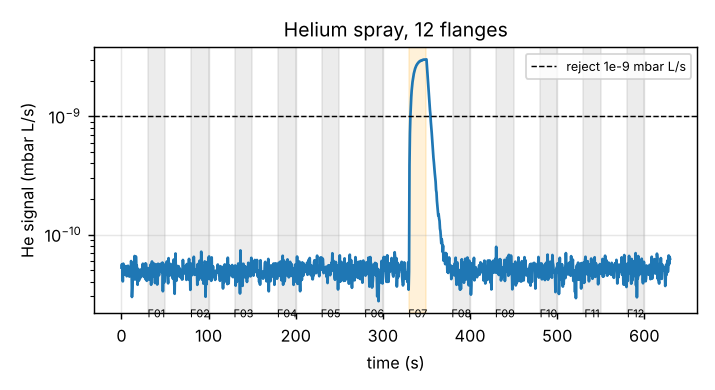 Helium spray, 12 flanges
reject 1e-9 mbar L/s
He signal (mbar L/s)
10⁻⁹
10⁻¹⁰
F01 F02 F03 F04 F05 F06 F07 F08 F09 F10 F11 F12
0 100 200 300 400 500 600
time (s)